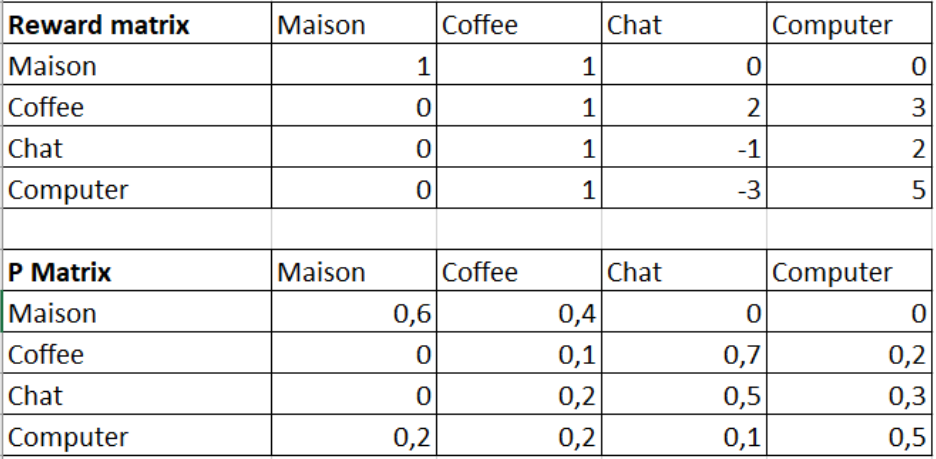 Reward matrix Maison Coffee Chat Computer
Maison 1 1 0 0
Coffee 0 1 2 3
Chat 0 1 -1 2
Computer 0 1 -3 5
P Matrix Maison Coffee Chat Computer
Maison 0,6 0,4 0 0
Coffee 0 0,1 0,7 0,2
Chat 0 0,2 0,5 0,3
Computer 0,2 0,2 0,1 0,5